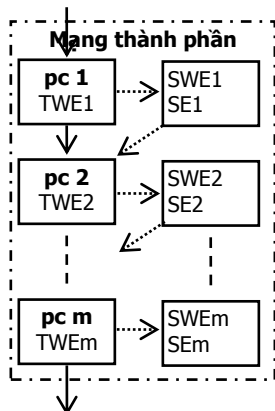 Mạng thành phần
pc 1
TWE1
SWE1
SE1
pc 2
TWE2
SWE2
SE2
pc m
TWEm
SWEm
SEm